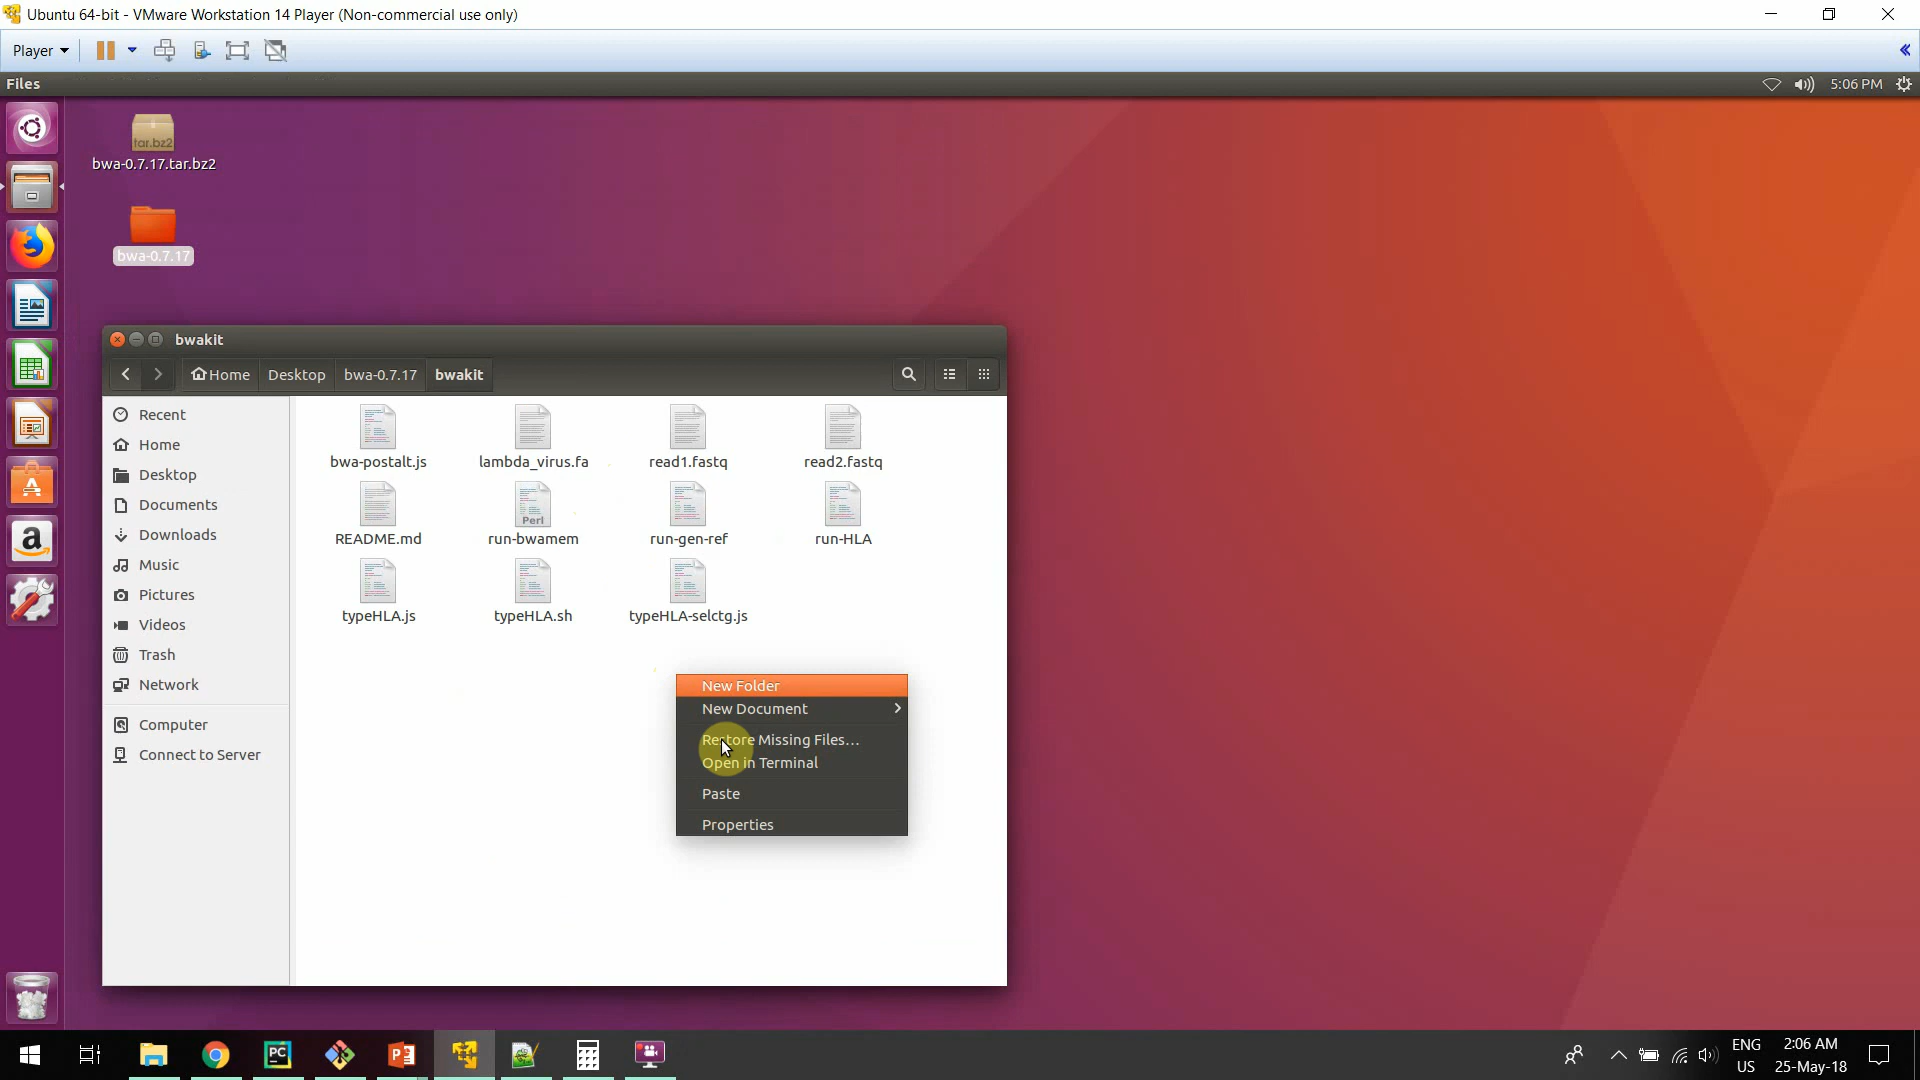 Ubuntu 64-bit - VMware Workstation 14 Player (Non-commercial use only)
Player
Files
5:06 PM
tar.bz2
bwa-0.7.17.tar.bz2
bwa-0.7.17
bwakit
Home Desktop bwa-0.7.17 bwakit
Recent
Home
Desktop
Documents
Downloads
Music
Pictures
Videos
Trash
Network
Computer
Connect to Server
bwa-postalt.js lambda_virus.fa read1.fastq read2.fastq
Perl
README.md run-bwamem run-gen-ref run-HLA
typeHLA.js typeHLA.sh typeHLA-selctg.js
New Folder
New Document
Restore Missing Files...
Open in Terminal
Paste
Properties
a
PC
P
ENG
US
2:06 AM
25-May-18